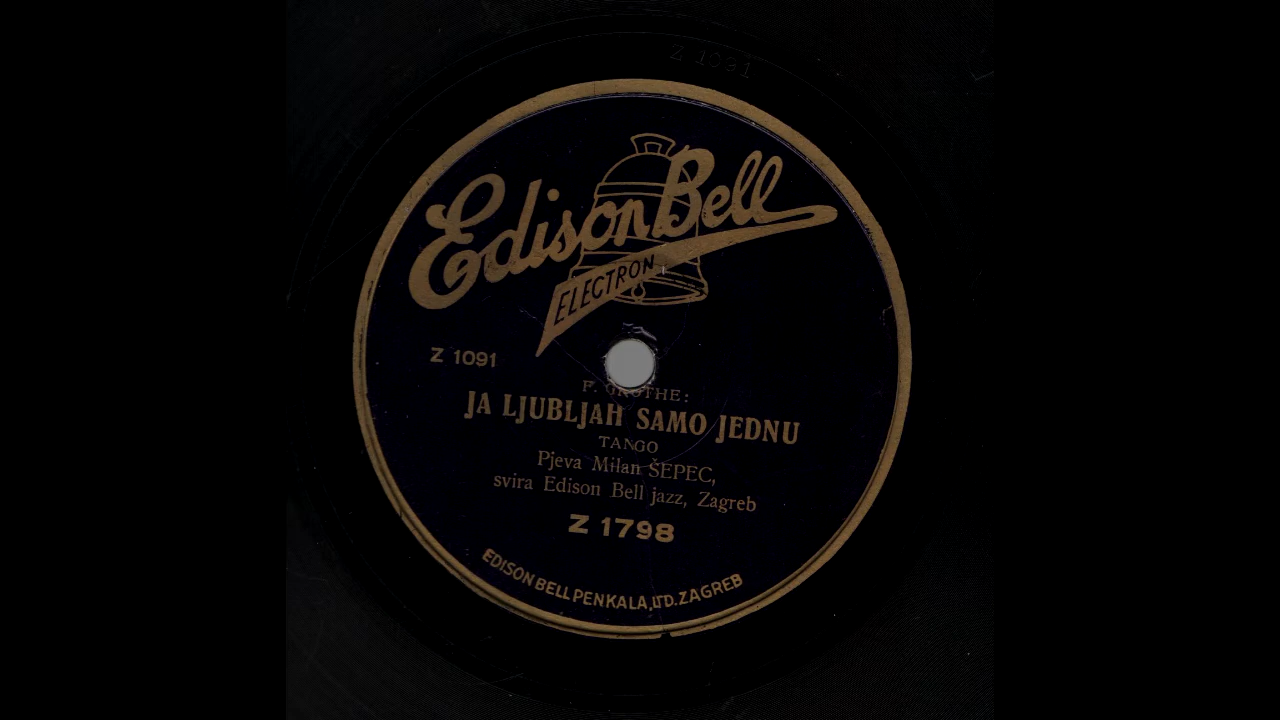 Z 1091
Edison Bell
ELECTRON
Z 1091
F. GROTHE:
JA LJUBLJAH SAMO JEDNU
TANGO
Pjeva Milan ŠEPEC,
svira Edison Bell jazz, Zagreb
Z 1798
EDISON BELL PENKALA, LTD. ZAGREB